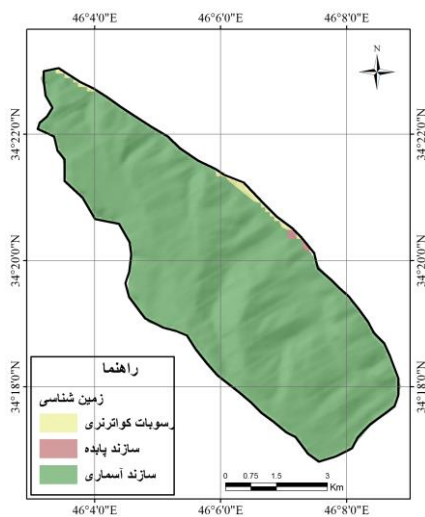 46°4'0"E
46°6'0"E
46°8'0"E
N
34°22'0"N
34°22'0"N
34°20'0"N
34°20'0"N
34°18'0"N
34°18'0"N
راهنما
زمین شناسی
رسوبات کواترنری
سازند پابده
سازند آسماری
0 0.75 1.5 3
Km
46°4'0"E
46°6'0"E
46°8'0"E